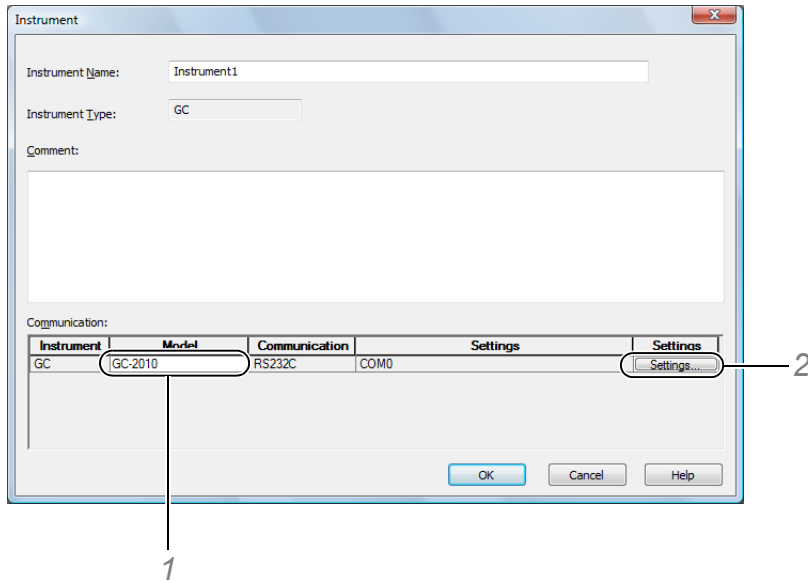 Instrument
Instrument Name: Instrument1
Instrument Type: GC
Comment:
Communication:
Instrument Model Communication Settings Settings
GC GC-2010 RS232C COM0 Settings...
2
OK Cancel Help
1